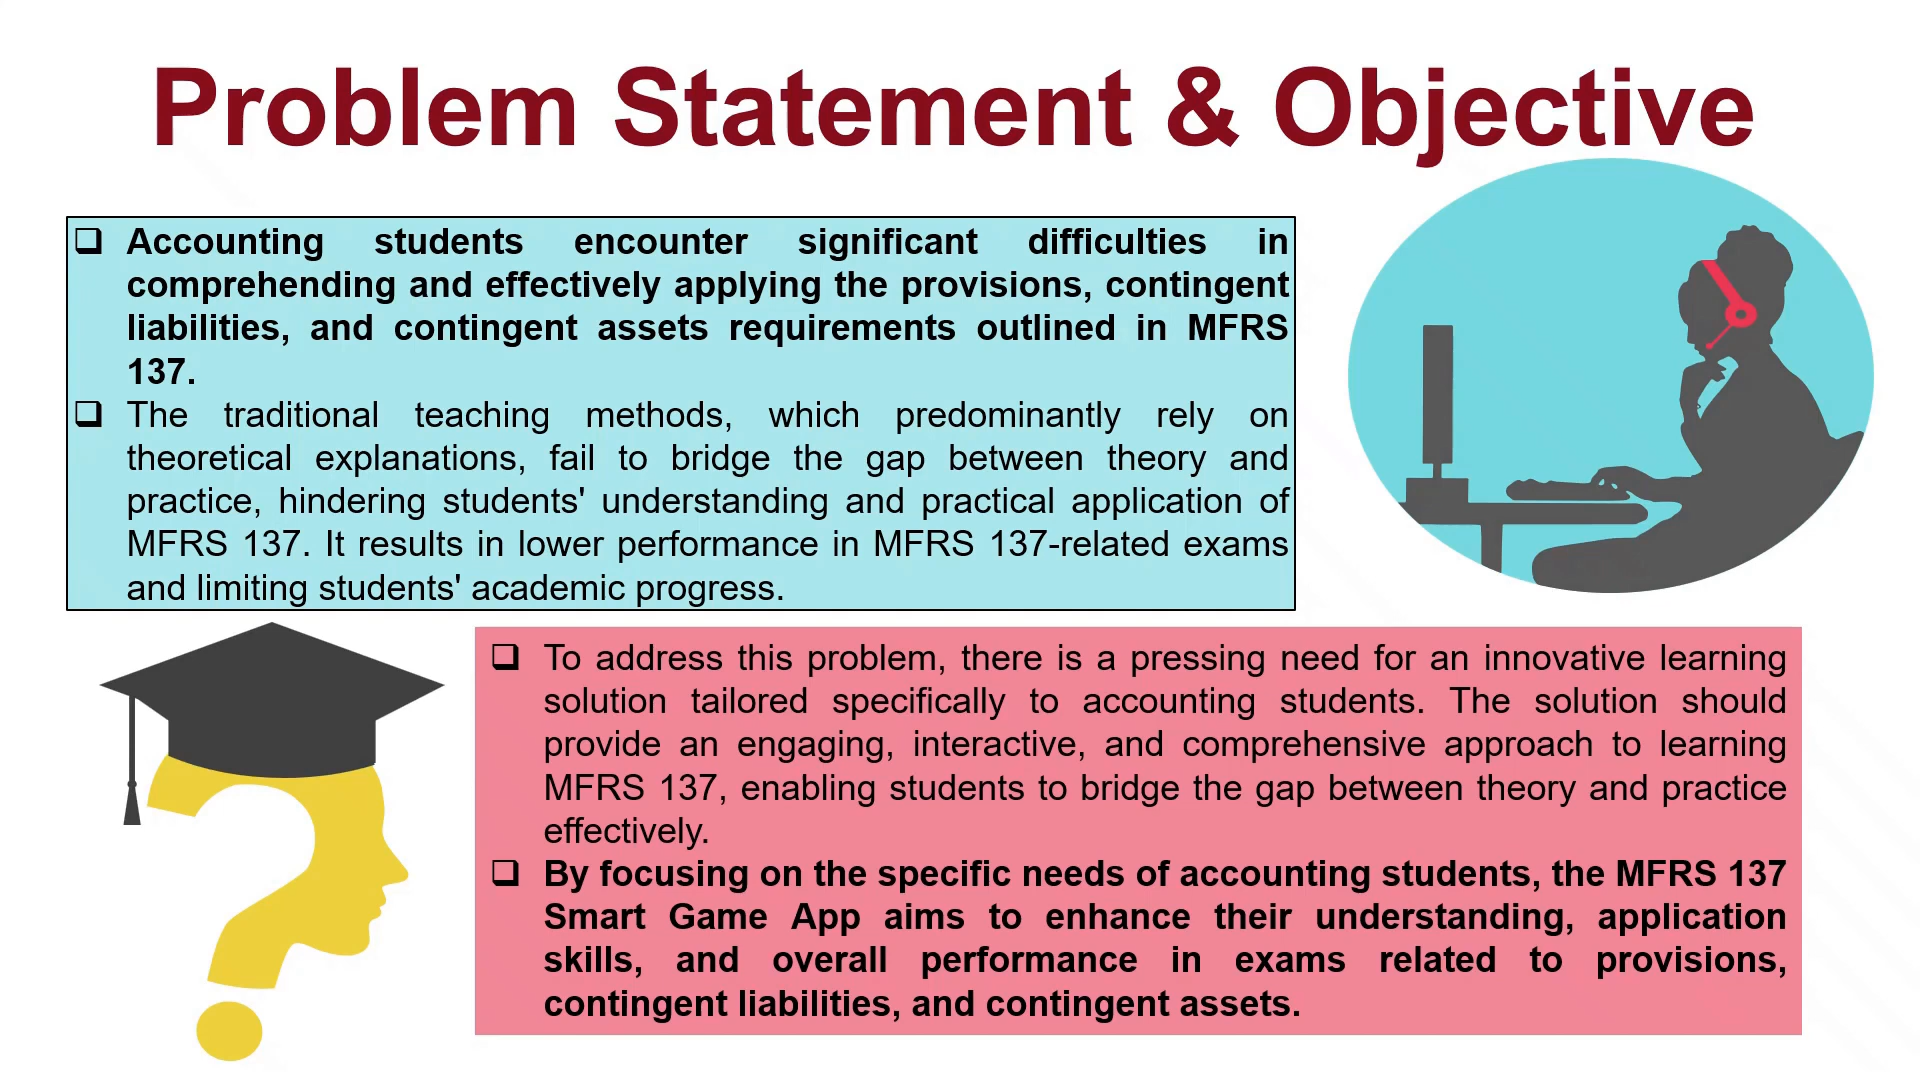 Problem Statement & Objective
❑ Accounting students encounter significant difficulties in
comprehending and effectively applying the provisions, contingent
liabilities, and contingent assets requirements outlined in MFRS
137.
❑ The traditional teaching methods, which predominantly rely on
theoretical explanations, fail to bridge the gap between theory and
practice, hindering students' understanding and practical application of
MFRS 137. It results in lower performance in MFRS 137-related exams
and limiting students' academic progress.
❑ To address this problem, there is a pressing need for an innovative learning
solution tailored specifically to accounting students. The solution should
provide an engaging, interactive, and comprehensive approach to learning
MFRS 137, enabling students to bridge the gap between theory and practice
effectively.
❑ By focusing on the specific needs of accounting students, the MFRS 137
Smart Game App aims to enhance their understanding, application
skills, and overall performance in exams related to provisions,
contingent liabilities, and contingent assets.